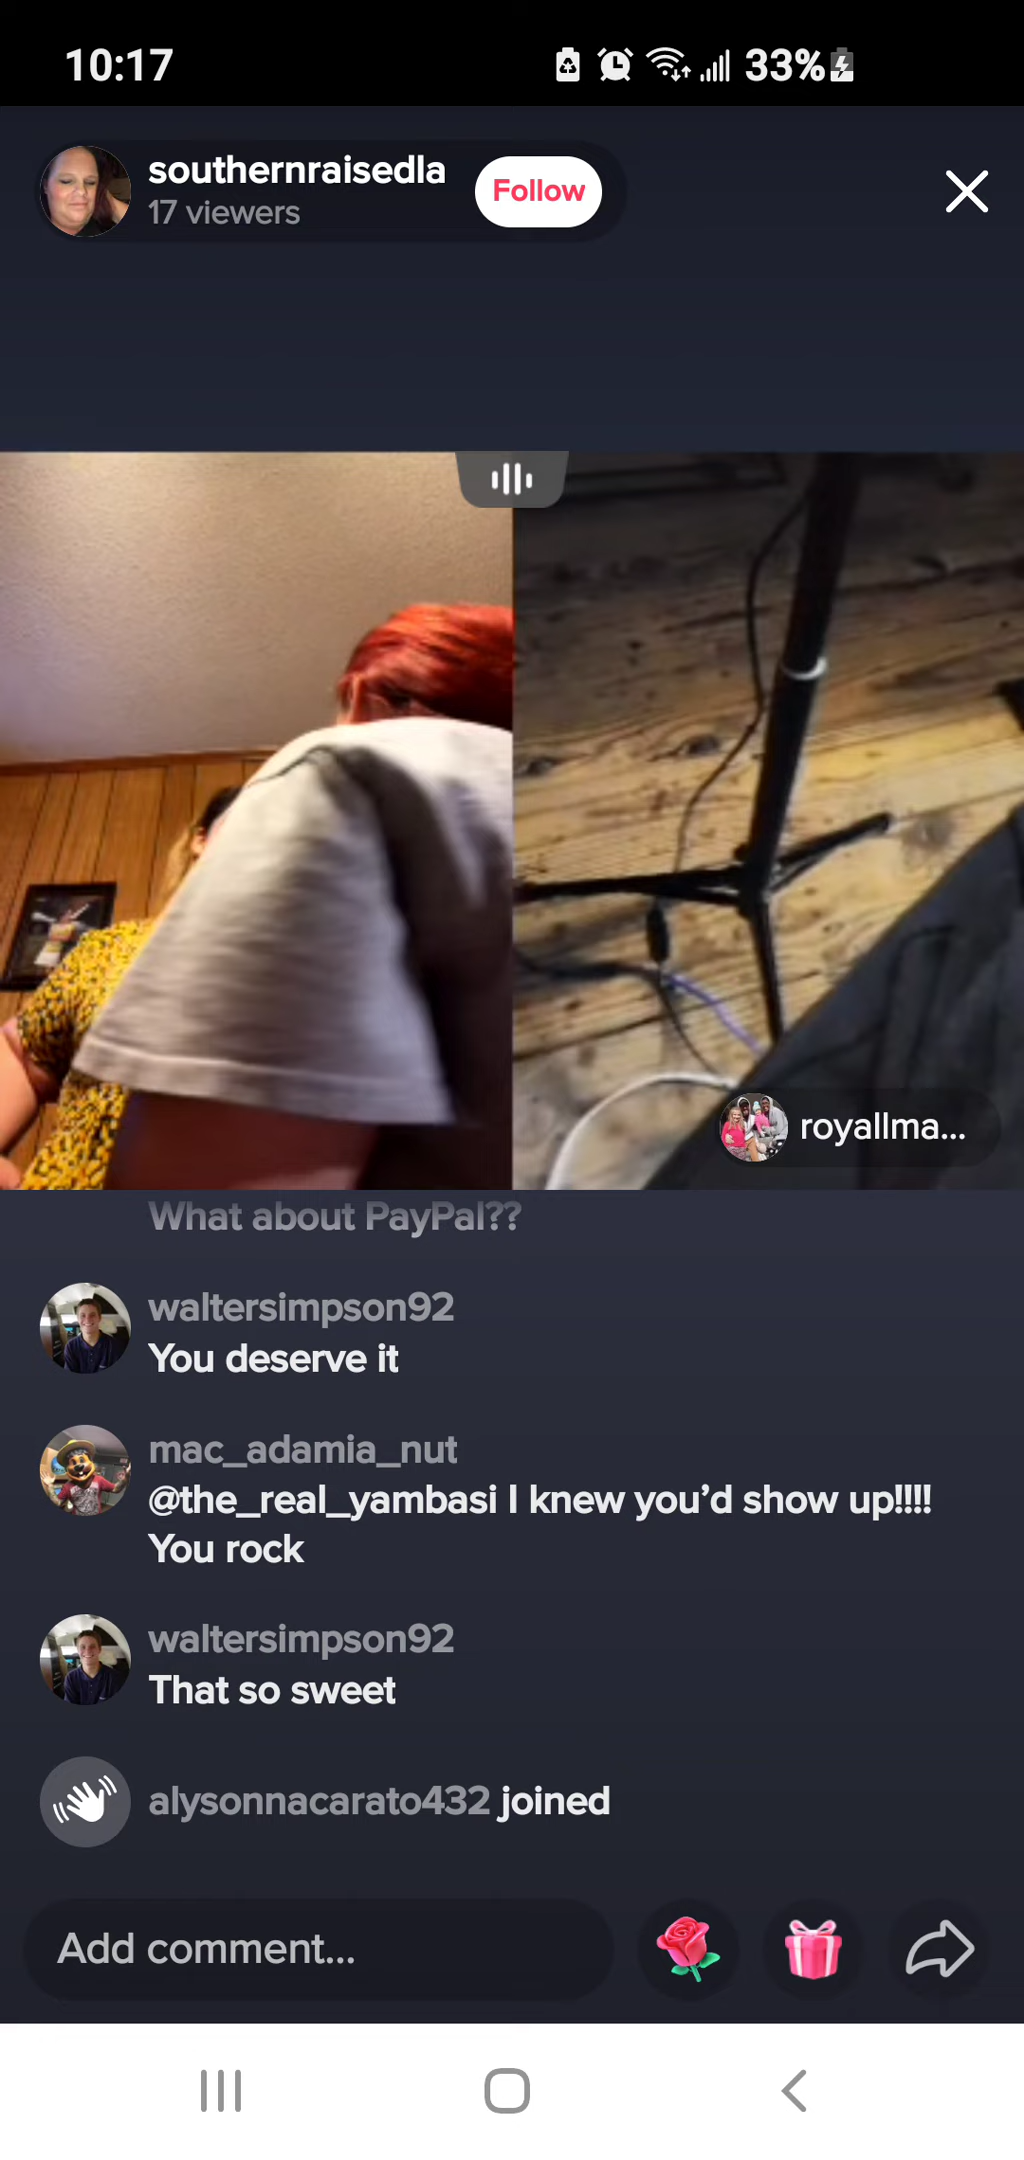 10:17
33%
southernraisedla
17 viewers
Follow
royallma...
What about PayPal??
waltersimpson92
You deserve it
mac_adamia_nut
@the_real_yambasi I knew you’d show up!!!!
You rock
waltersimpson92
That so sweet
alysonnacarato432 joined
Add comment...